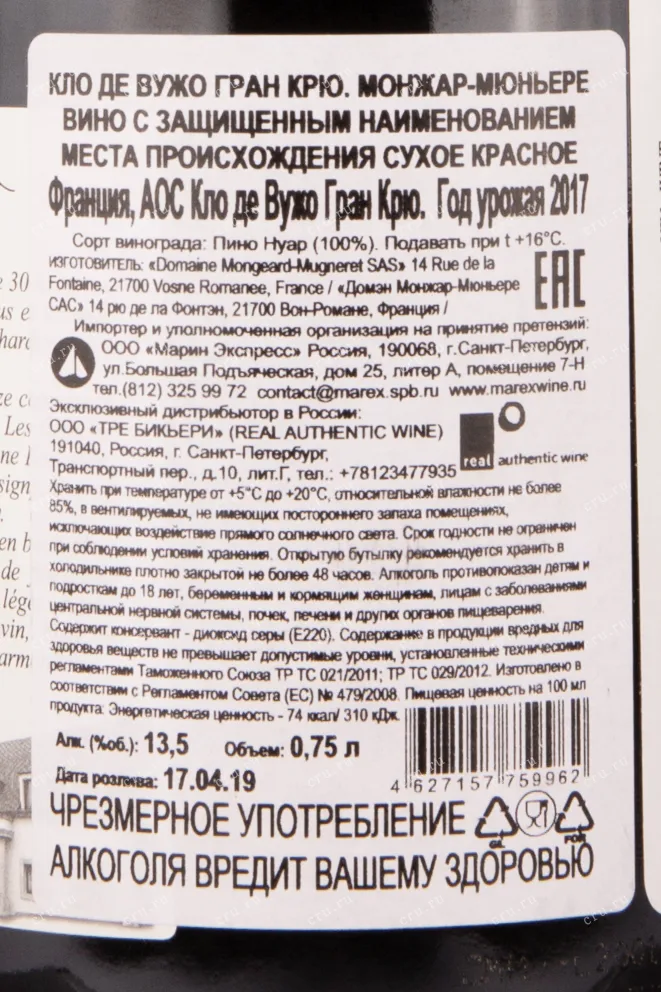 КЛО ДЕ ВУЖО ГРАН КРЮ. МОНЖАР-МЮНЬЕРЕ
ВИНО С ЗАЩИЩЕННЫМ НАИМЕНОВАНИЕМ
МЕСТА ПРОИСХОЖДЕНИЯ СУХОЕ КРАСНОЕ
Франция, АОС Кло де Вужо Гран Крю. Год урожая 2017
Сорт винограда: Пино Нуар (100%). Подавать при t +16°C.
ИЗГОТОВИТЕЛЬ: «Domaine Mongeard-Mugneret SAS» 14 Rue de la
Fontaine, 21700 Vosne Romanee, France / «Домэн Монжар-Мюньере
САС» 14 рю де ла Фонтэн, 21700 Вон-Романе, Франция /
EAC
Импортер и уполномоченная организация на принятие претензий:
ООО «Марин Экспресс» Россия, 190068, г.Санкт-Петербург,
ул.Большая Подъяческая, дом 25, литер А, помещение 7-Н
тел.(812) 325 99 72 contact@marex.spb.ru www.marexwine.ru
Эксклюзивный дистрибьютор в России:
ООО «ТРЕ БИКЬЕРИ» (REAL AUTHENTIC WINE)
191040, Россия, г. Санкт-Петербург,
Транспортный пер., д.10, лит.Г, тел.: +78123477935
real authentic wine
Хранить при температуре от +5°C до +20°C, относительной влажности не более
85%, в вентилируемых, не имеющих постороннего запаха помещениях,
исключающих воздействие прямого солнечного света. Срок годности не ограничен
при соблюдении условий хранения. Открытую бутылку рекомендуется хранить в
холодильнике плотно закрытой не более 48 часов. Алкоголь противопоказан детям и
подросткам до 18 лет, беременным и кормящим женщинам, лицам с заболеваниями
центральной нервной системы, почек, печени и других органов пищеварения.
Содержит консервант - диоксид серы (Е220). Содержание в продукции вредных для
здоровья веществ не превышает допустимые уровни, установленные техническими
регламентами Таможенного Союза ТР ТС 021/2011; ТР ТС 029/2012. Изготовлено в
соответствии с Регламентом Совета (ЕС) № 479/2008. Пищевая ценность на 100 мл
продукта: Энергетическая ценность - 74 ккал/ 310 кДж.
Алк. (%об.): 13,5 Объем: 0,75 л
Дата розлива: 17.04.19
4 627157 759962
ЧРЕЗМЕРНОЕ УПОТРЕБЛЕНИЕ
GL FOR
АЛКОГОЛЯ ВРЕДИТ ВАШЕМУ ЗДОРОВЬЮ